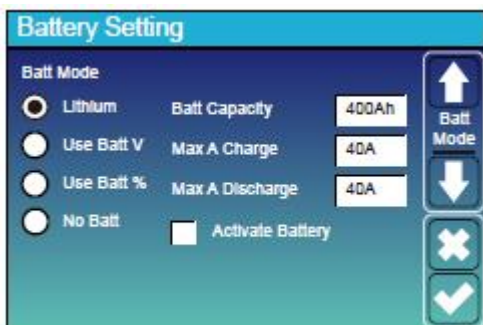 Battery Setting
Batt Mode
Lithium
Batt Capacity
400Ah
Use Batt V
Max A Charge
40A
Use Batt %
Max A Discharge
40A
No Batt
Activate Battery
Batt
Mode